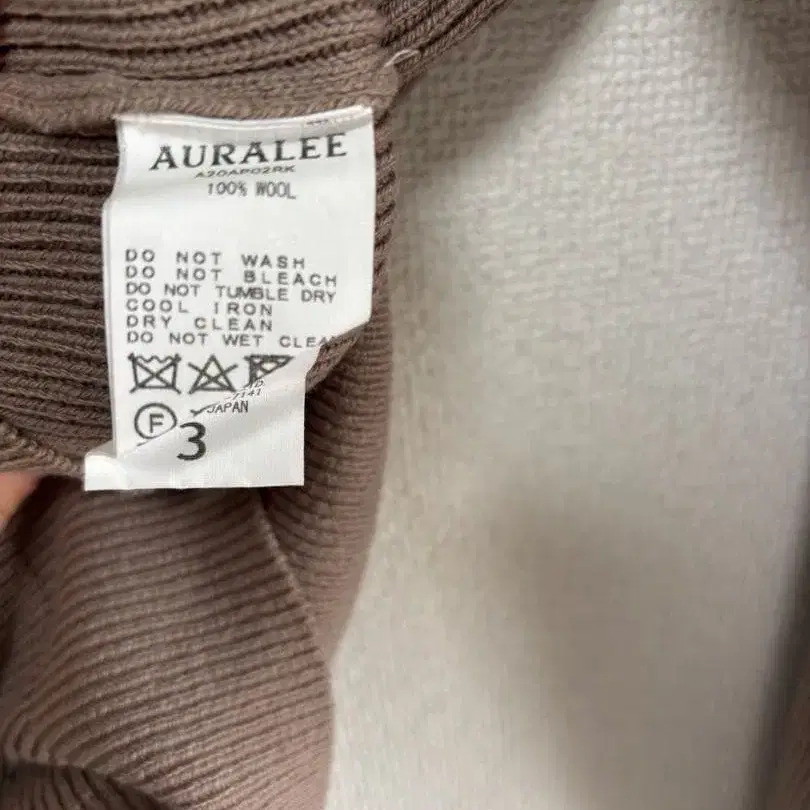 AURALEE
A20AP02RK
100% WOOL
DO NOT WASH
DO NOT BLEACH
DO NOT TUMBLE DRY
COOL IRON
DRY CLEAN
DO NOT WET
F
JAPAN
3